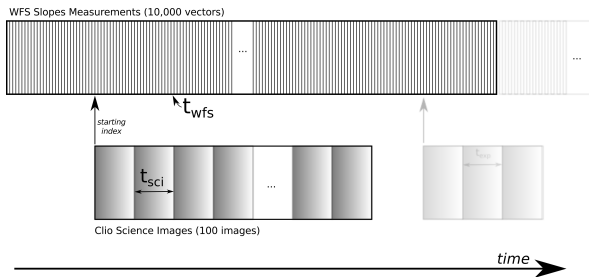 WFS Slopes Measurements (10,000 vectors)
...
...
twfs
starting
index
tsci
...
Clio Science Images (100 images)
time